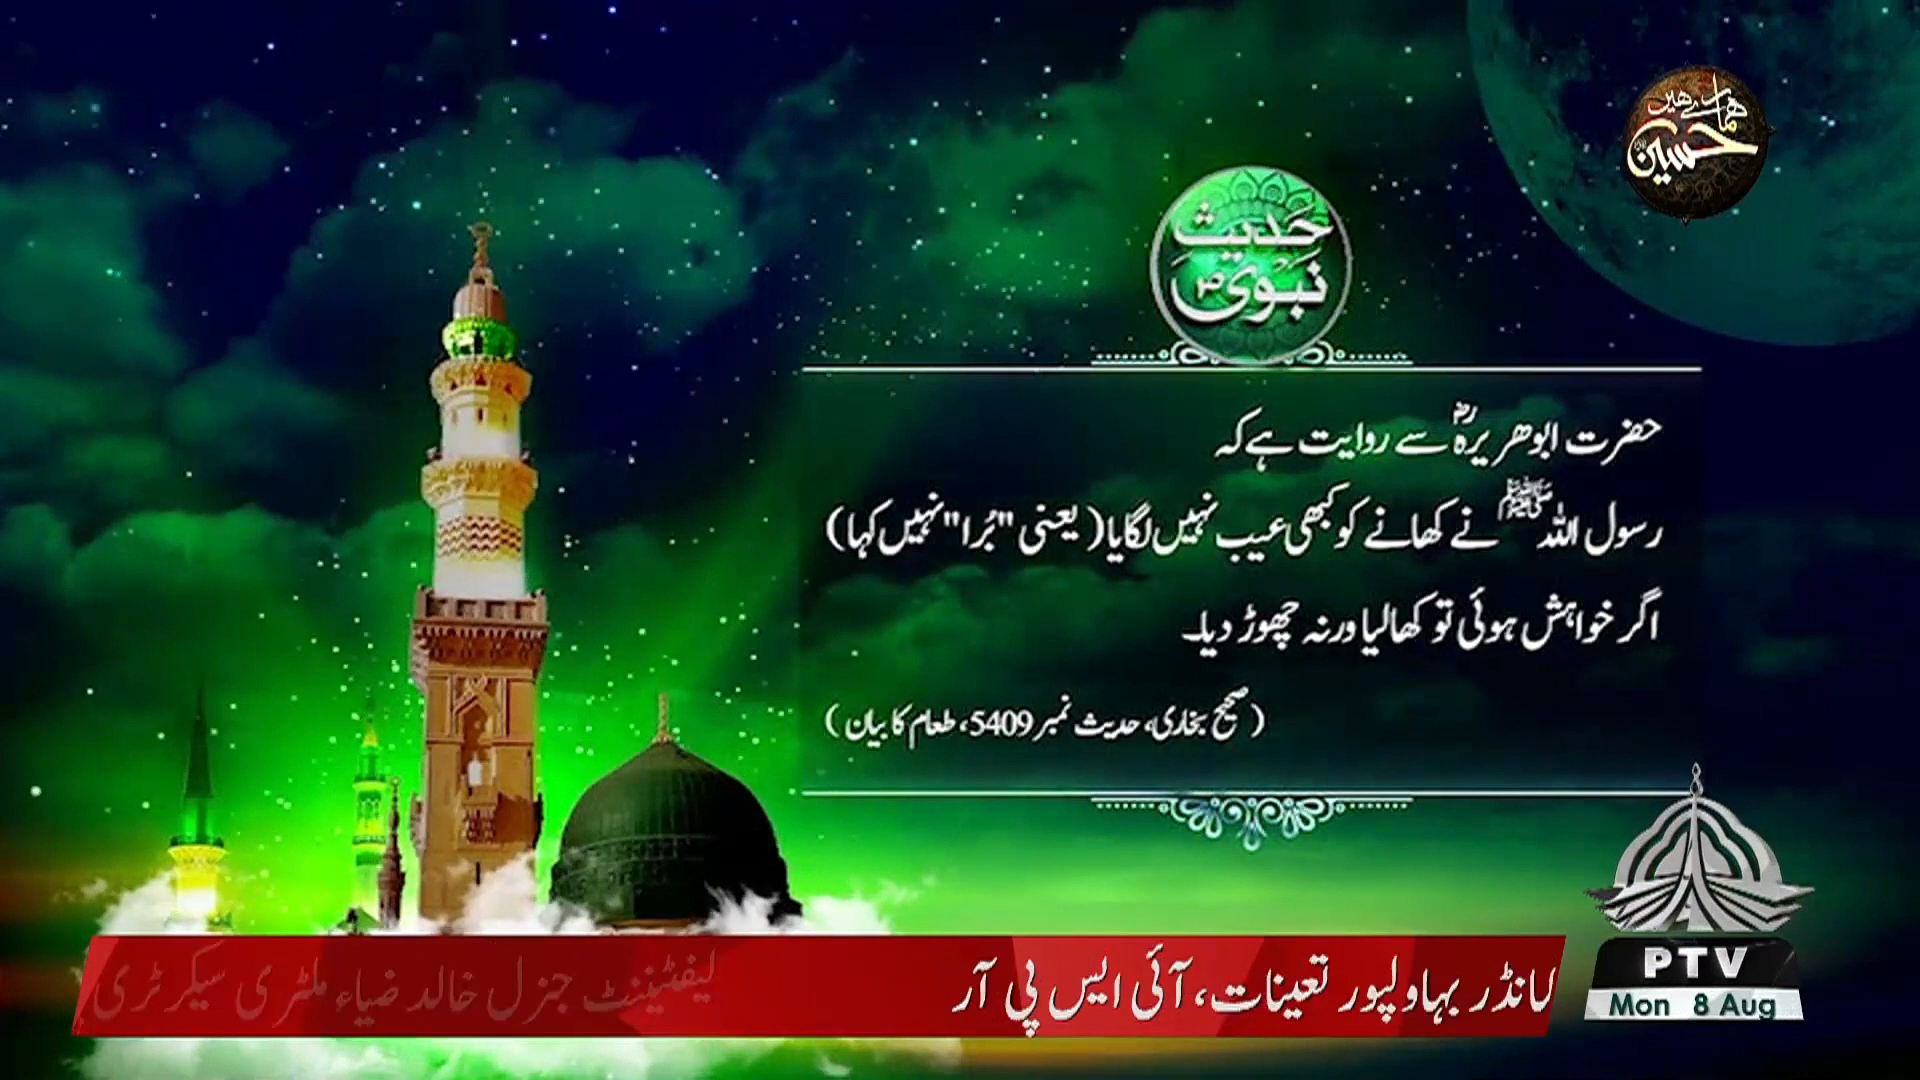 ہمارے ہیں
حسین
حدیث
نبوی ؐ
حضرت ابوھریرہؓ سے روایت ہے کہ
رسول اللہ ﷺ نے کھانے کو کبھی عیب نہیں لگایا ( یعنی "بُرا" نہیں کہا )
اگر خواہش ہوئی تو کھالیا ورنہ چھوڑ دیا۔
( صحیح بخاری، حدیث نمبر 5409، طعام کا بیان )
مانڈر بہاولپور تعینات، آئی ایس پی آر
لیفٹیننٹ جنرل خالد ضیاء ملٹری سیکرٹری
PTV
Mon 8 Aug